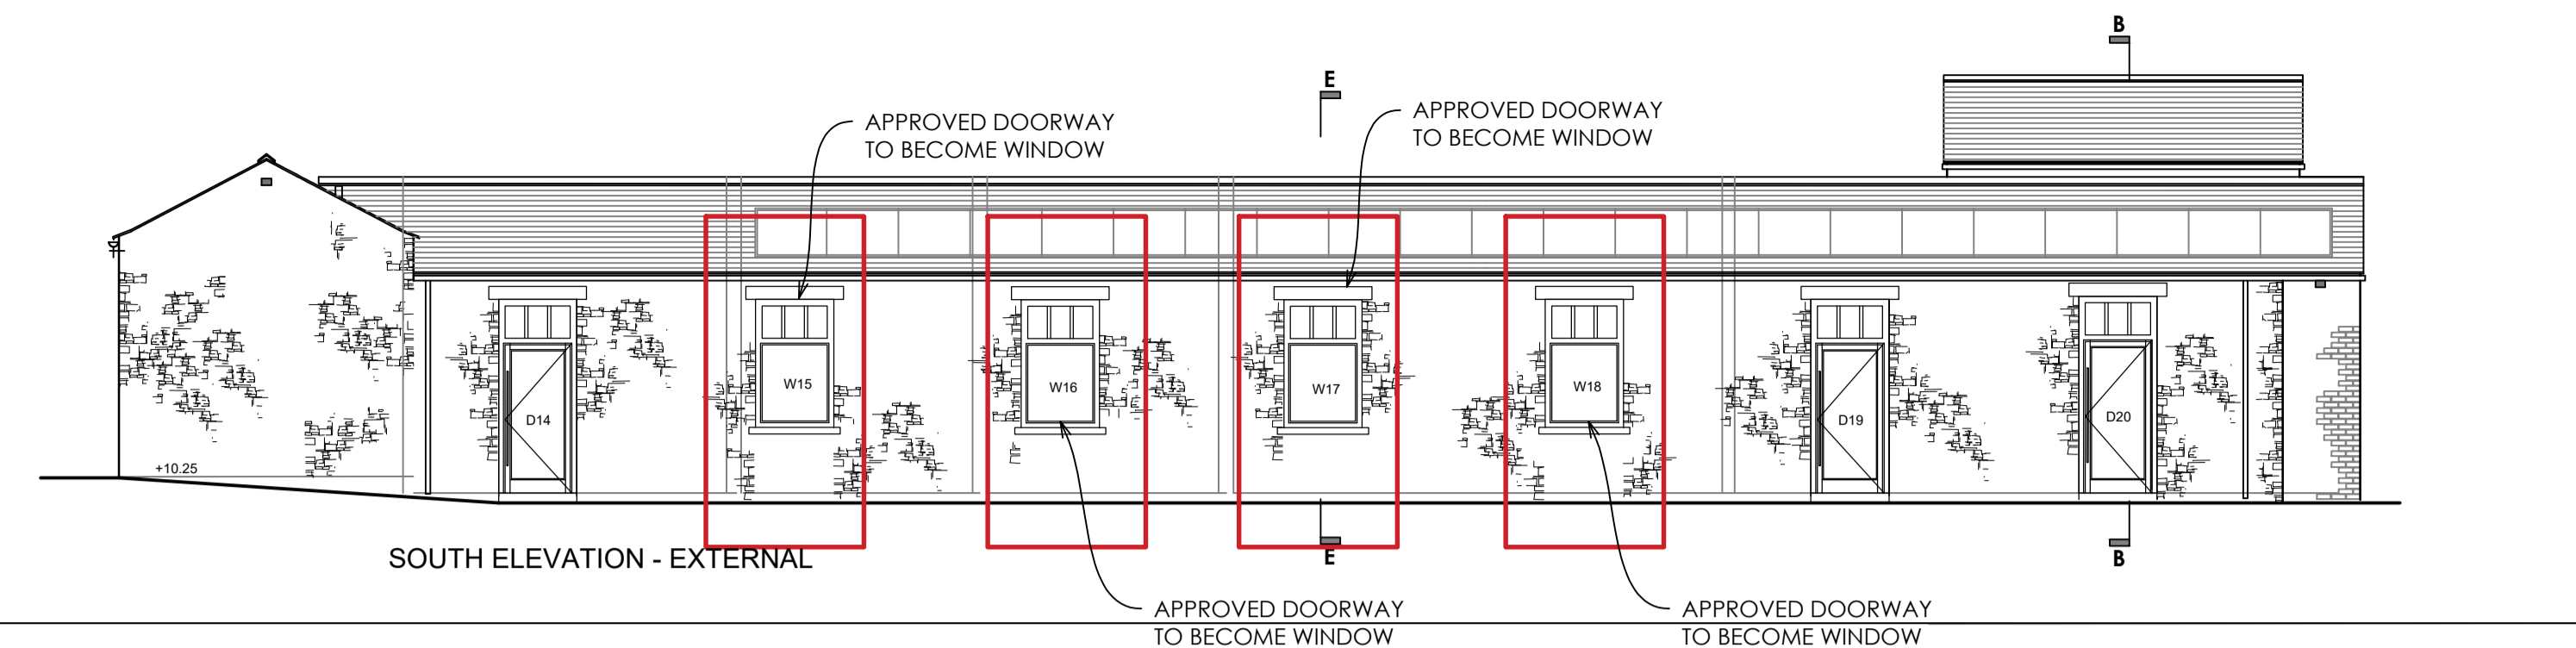 B
E
APPROVED DOORWAY
TO BECOME WINDOW
APPROVED DOORWAY
TO BECOME WINDOW
W15
W16
W17
W18
D14
D19
D20
+10.25
SOUTH ELEVATION - EXTERNAL
E
B
APPROVED DOORWAY
TO BECOME WINDOW
APPROVED DOORWAY
TO BECOME WINDOW